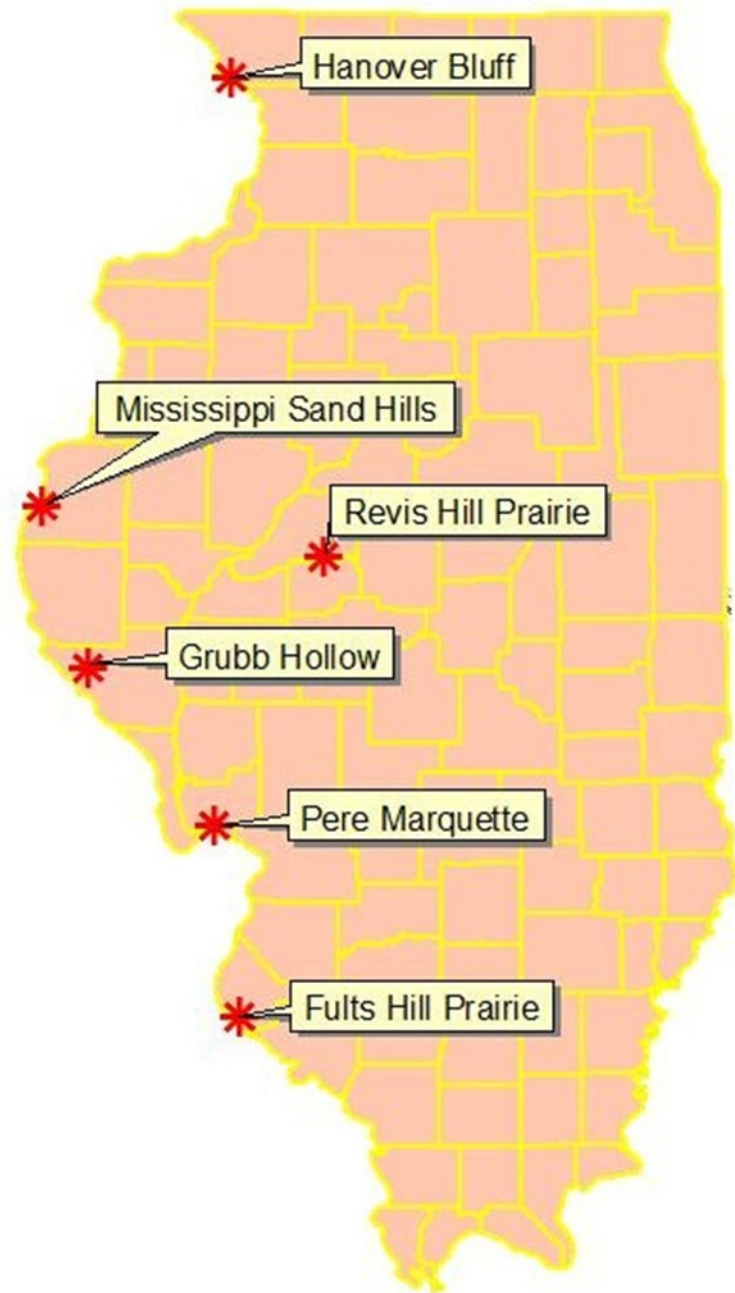 Hanover Bluff
Mississippi Sand Hills
Revis Hill Prairie
Grubb Hollow
Pere Marquette
Fults Hill Prairie